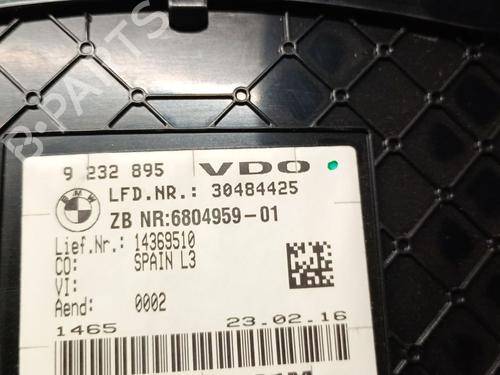 B-PARTS
9 232 895 VDO
BMW LFD.NR.: 30484425
ZB NR:6804959-01
Lief.Nr.: 14369510
CO: SPAIN L3
VI:
Aend: 0002
1465 23.02.16